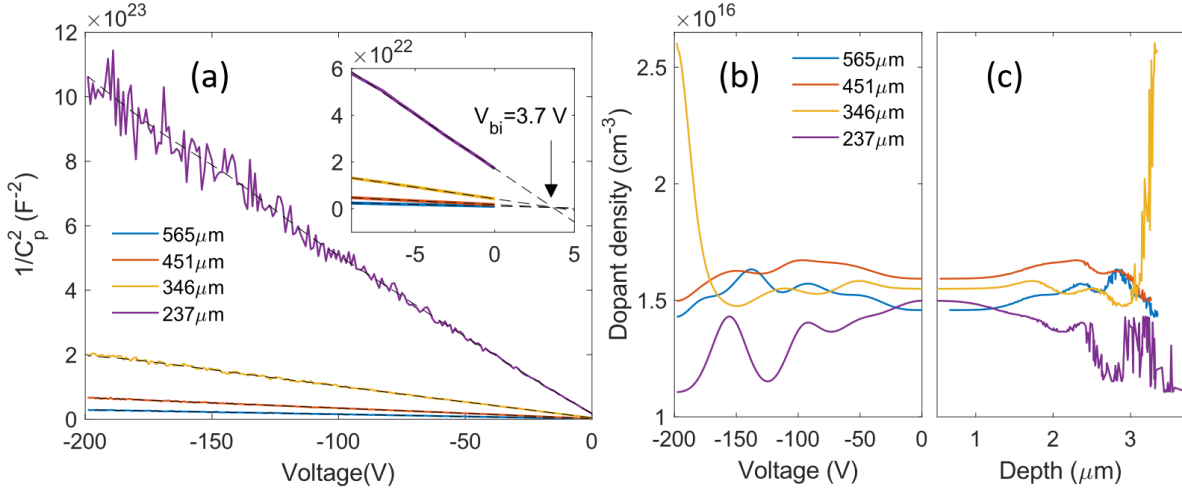 ×10^23
(a)
1/C_p^2 (F^-2)
12
10
8
6
4
2
0
-200
-150
-100
-50
0
Voltage(V)
565μm
451μm
346μm
237μm
×10^22
6
4
2
0
-5
0
5
V_bi=3.7 V
×10^16
(b)
Dopant density (cm^-3)
2.5
2
1.5
1
-200
-150
-100
-50
0
Voltage (V)
565μm
451μm
346μm
237μm
(c)
1
2
3
Depth (μm)